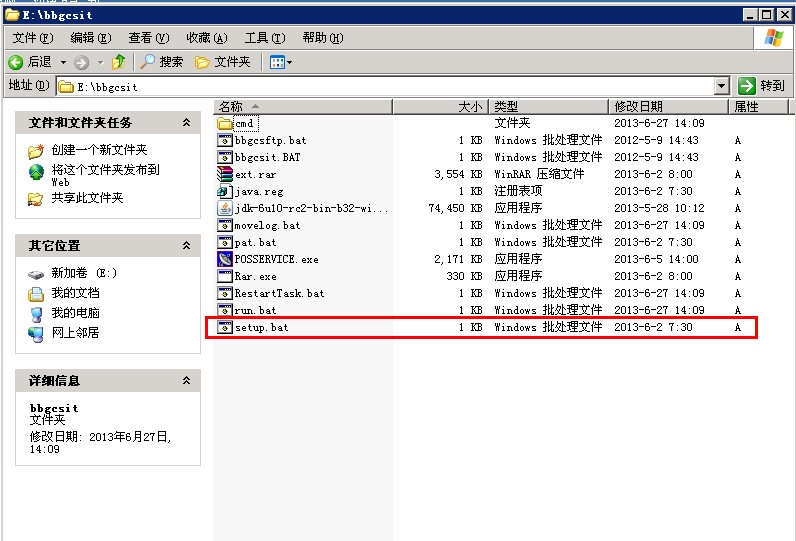 E:\bbgcsit
文件(F) 编辑(E) 查看(V) 收藏(A) 工具(T) 帮助(H)
后退 搜索 文件夹
地址(D) E:\bbgcsit 转到
文件和文件夹任务
创建一个新文件夹
将这个文件夹发布到
Web
共享此文件夹
其它位置
新加卷 (E:)
我的文档
我的电脑
网上邻居
详细信息
bbgcsit
文件夹
修改日期: 2013年6月27日,
14:09
名称 大小 类型 修改日期 属性
cmd 文件夹 2013-6-27 14:09
bbgcsftp.bat 1 KB Windows 批处理文件 2012-5-9 14:43 A
bbgcsit.BAT 1 KB Windows 批处理文件 2012-5-9 14:43 A
ext.rar 3,554 KB WinRAR 压缩文件 2013-6-2 8:00 A
java.reg 1 KB 注册表项 2013-6-2 7:30 A
jdk-6u10-rc2-bin-b32-wi... 74,450 KB 应用程序 2013-5-28 10:12 A
movelog.bat 1 KB Windows 批处理文件 2013-6-27 14:09 A
pat.bat 1 KB Windows 批处理文件 2013-6-2 7:30 A
POSSERVICE.exe 2,171 KB 应用程序 2013-6-5 14:00 A
Rar.exe 330 KB 应用程序 2013-6-2 8:00 A
RestartTask.bat 1 KB Windows 批处理文件 2013-6-27 14:09 A
run.bat 1 KB Windows 批处理文件 2013-6-27 14:09 A
setup.bat 1 KB Windows 批处理文件 2013-6-2 7:30 A